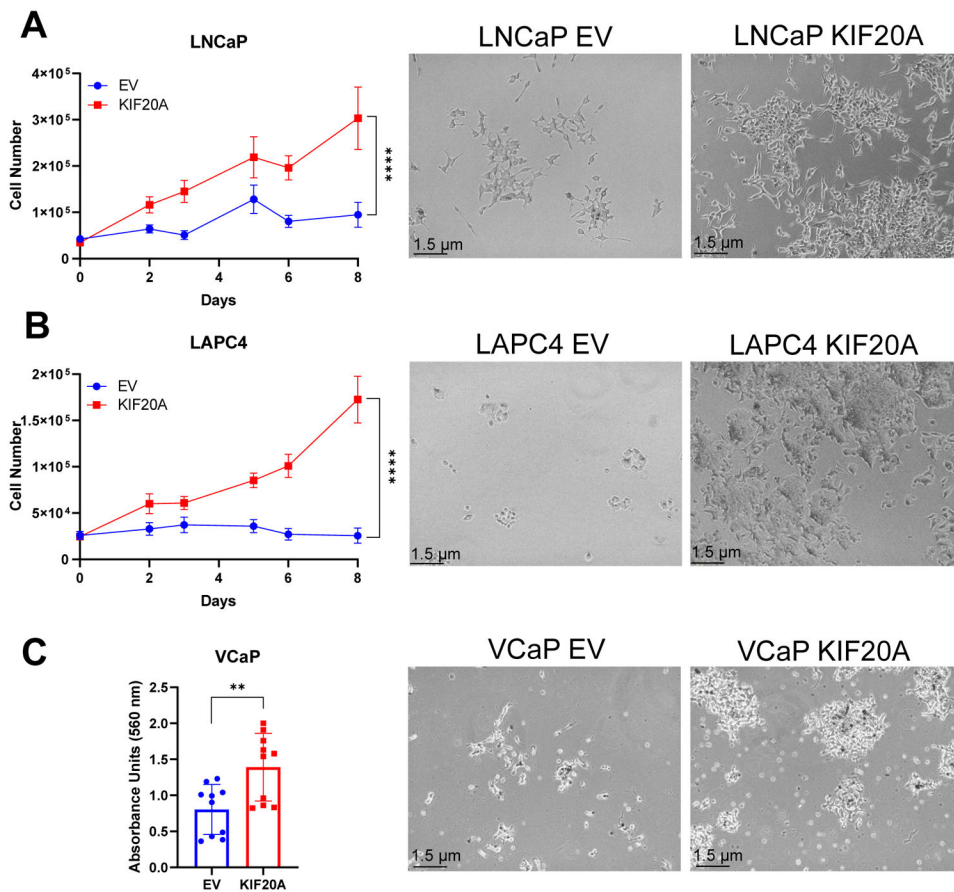 A
LNCaP
EV
KIF20A
4×10⁵
3×10⁵
2×10⁵
1×10⁵
0
Cell Number
0 2 4 6 8
Days
****
LNCaP EV
1.5 µm
LNCaP KIF20A
1.5 µm
B
LAPC4
EV
KIF20A
2×10⁵
1.5×10⁵
1×10⁵
5×10⁴
0
Cell Number
0 2 4 6 8
Days
****
LAPC4 EV
1.5 µm
LAPC4 KIF20A
1.5 µm
C
VCaP
**
2.5
2.0
1.5
1.0
0.5
0.0
Absorbance Units (560 nm)
EV KIF20A
VCaP EV
1.5 µm
VCaP KIF20A
1.5 µm